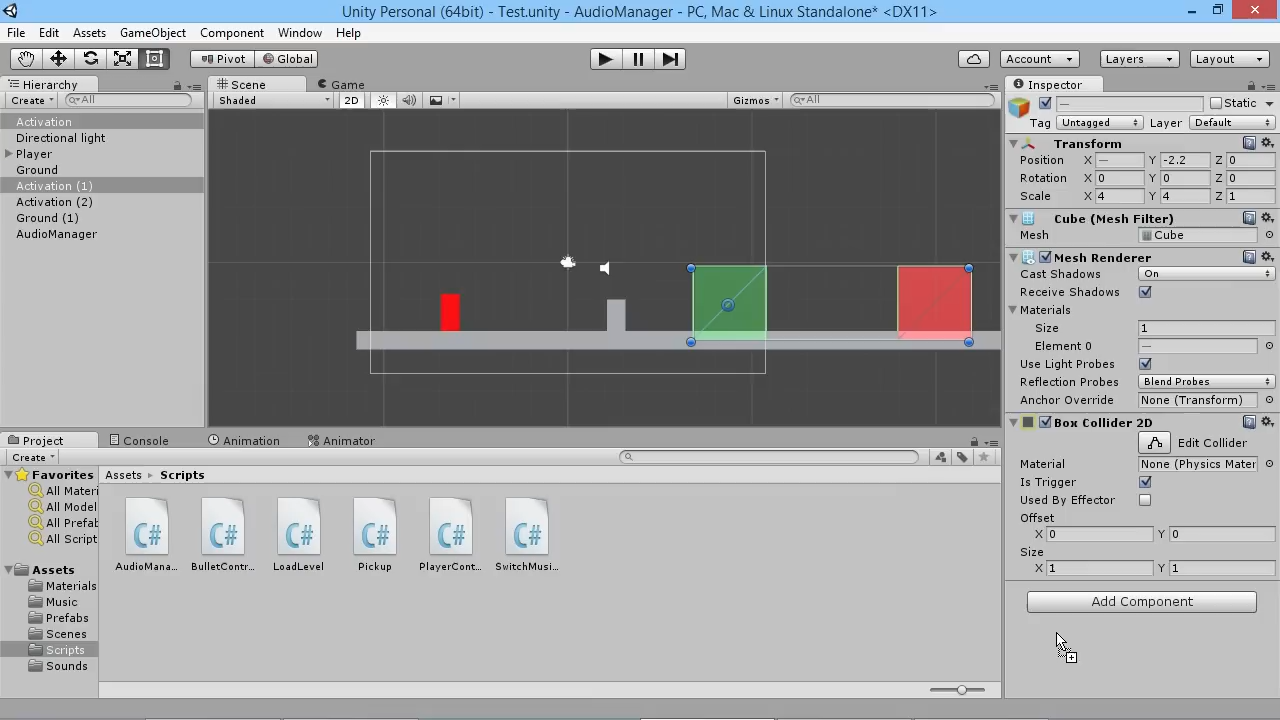 Unity Personal (64bit) - Test.unity - AudioManager - PC, Mac & Linux Standalone* <DX11>
File Edit Assets GameObject Component Window Help
Pivot Global Account Layers Layout
Hierarchy
Create All
Activation
Directional light
Player
Ground
Activation (1)
Activation (2)
Ground (1)
AudioManager
Scene Game
Shaded 2D Gizmos All
Inspector
— Static
Tag Untagged Layer Default
Transform
Position X — Y -2.2 Z 0
Rotation X 0 Y 0 Z 0
Scale X 4 Y 4 Z 1
Cube (Mesh Filter)
Mesh Cube
Mesh Renderer
Cast Shadows On
Receive Shadows
Materials
Size 1
Element 0 —
Use Light Probes
Reflection Probes Blend Probes
Anchor Override None (Transform)
Box Collider 2D
Edit Collider
Material None (Physics Mater
Is Trigger
Used By Effector
Offset
X 0 Y 0
Size
X 1 Y 1
Add Component
Project Console Animation Animator
Create
Favorites
All Materi
All Model
All Prefab
All Script
Assets
Materials
Music
Prefabs
Scenes
Scripts
Sounds
Assets Scripts
C# C# C# C# C# C#
AudioMana... BulletContr... LoadLevel Pickup PlayerCont... SwitchMusi...